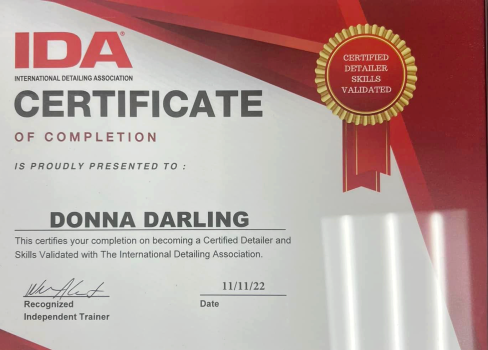 IDA®
INTERNATIONAL DETAILING ASSOCIATION
CERTIFICATE
OF COMPLETION
IS PROUDLY PRESENTED TO :
CERTIFIED
DETAILER
SKILLS
VALIDATED
DONNA DARLING
This certifies your completion on becoming a Certified Detailer and
Skills Validated with The International Detailing Association.
11/11/22
Recognized
Independent Trainer
Date